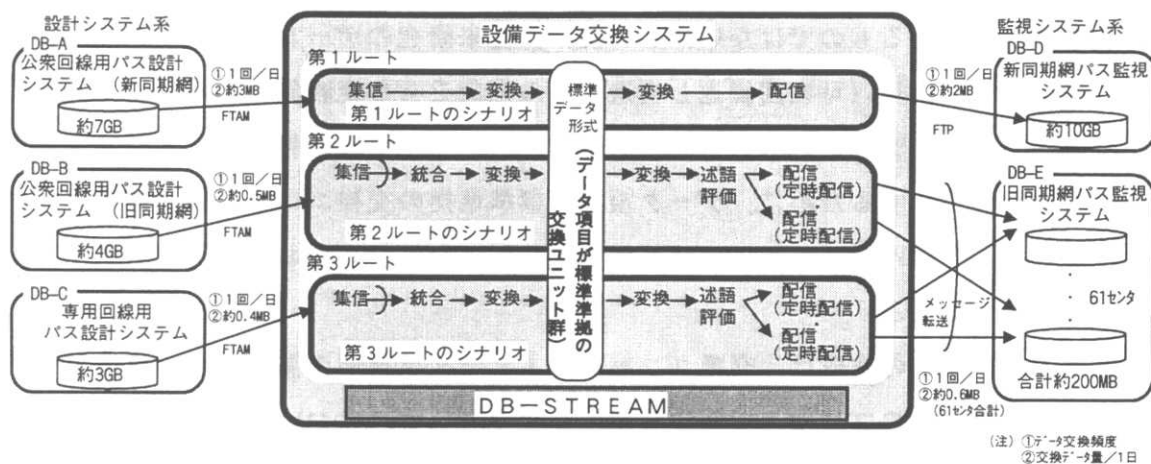 設計システム系
DB-A
公衆回線用パス設計
システム　（新同期網）
約7GB
DB-B
公衆回線用パス設計
システム　（旧同期網）
約4GB
DB-C
専用回線用
パス設計システム
約3GB
①1回／日
②約3MB
FTAM
①1回／日
②約0.5MB
FTAM
①1回／日
②約0.4MB
FTAM
設備データ交換システム
第１ルート
集信
変換
変換
配信
第１ルートのシナリオ
第２ルート
集信
統合
変換
変換
述語
評価
配信
(定時配信)
配信
(定時配信)
第２ルートのシナリオ
第３ルート
集信
統合
変換
変換
述語
評価
配信
(定時配信)
配信
(定時配信)
第３ルートのシナリオ
標準
データ
形式
（データ項目が標準準拠の
交換ユニット群）
ＤＢ－ＳＴＲＥＡＭ
①1回／日
②約2MB
FTP
メッセージ
転送
①1回／日
②約0.6MB
(61ｾﾝﾀ合計)
監視システム系
DB-D
新同期網パス監視
システム
約10GB
DB-E
旧同期網パス監視
システム
61ｾﾝﾀ
合計約200MB
(注) ①ﾃﾞｰﾀ交換頻度
②交換ﾃﾞｰﾀ量／1日